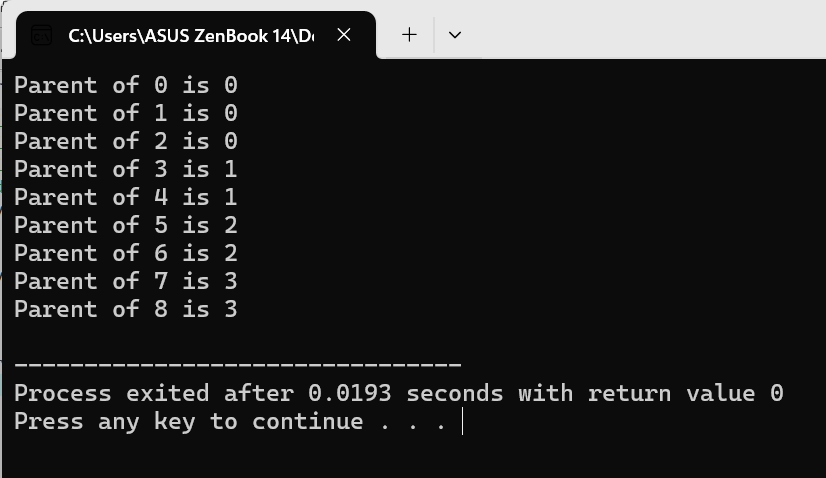 C:\Users\ASUS ZenBook 14\De
Parent of 0 is 0
Parent of 1 is 0
Parent of 2 is 0
Parent of 3 is 1
Parent of 4 is 1
Parent of 5 is 2
Parent of 6 is 2
Parent of 7 is 3
Parent of 8 is 3
--------------------------------
Process exited after 0.0193 seconds with return value 0
Press any key to continue . . .